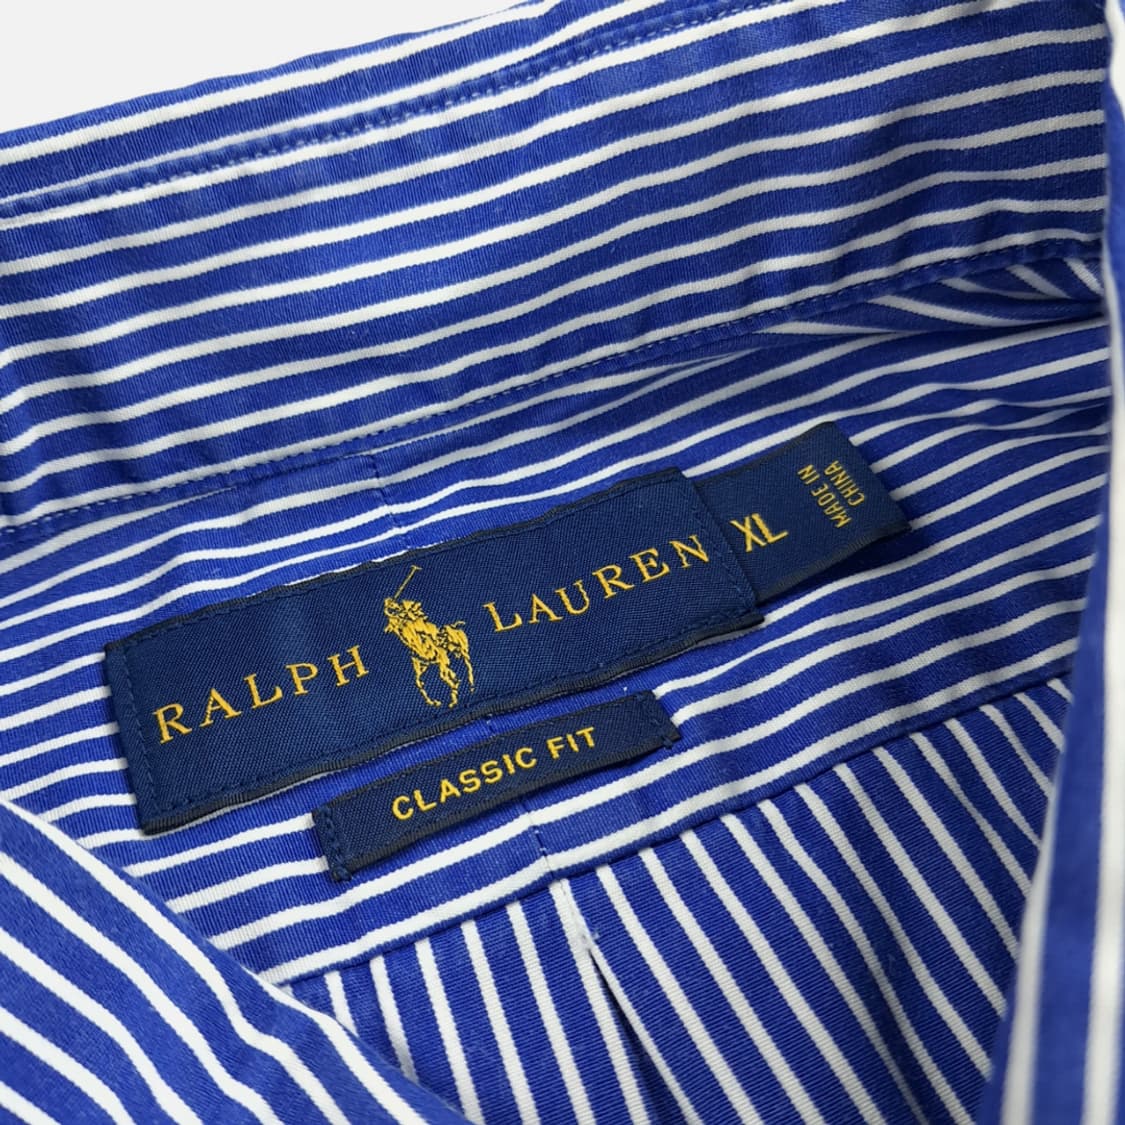 RALPH LAUREN
XL
MADE IN
CHINA
CLASSIC FIT